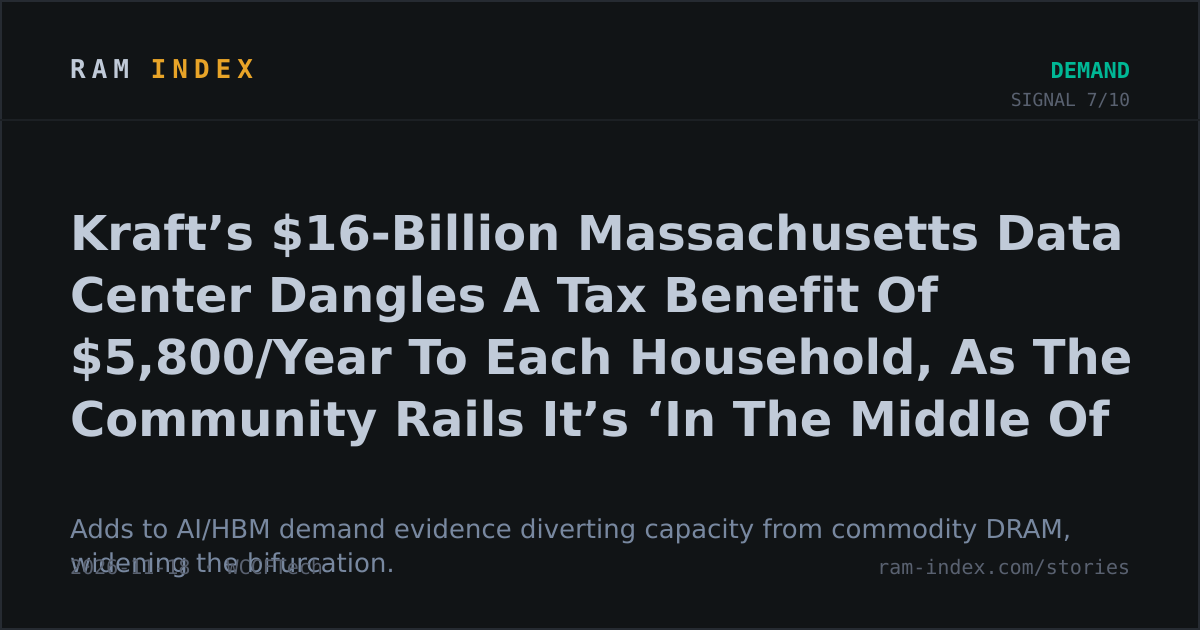 RAM INDEX
DEMAND
SIGNAL 7/10
Kraft’s $16-Billion Massachusetts Data
Center Dangles A Tax Benefit Of
$5,800/Year To Each Household, As The
Community Rails It’s ‘In The Middle Of
Adds to AI/HBM demand evidence diverting capacity from commodity DRAM,
widening the bifurcation.
WCCFTech
ram-index.com/stories